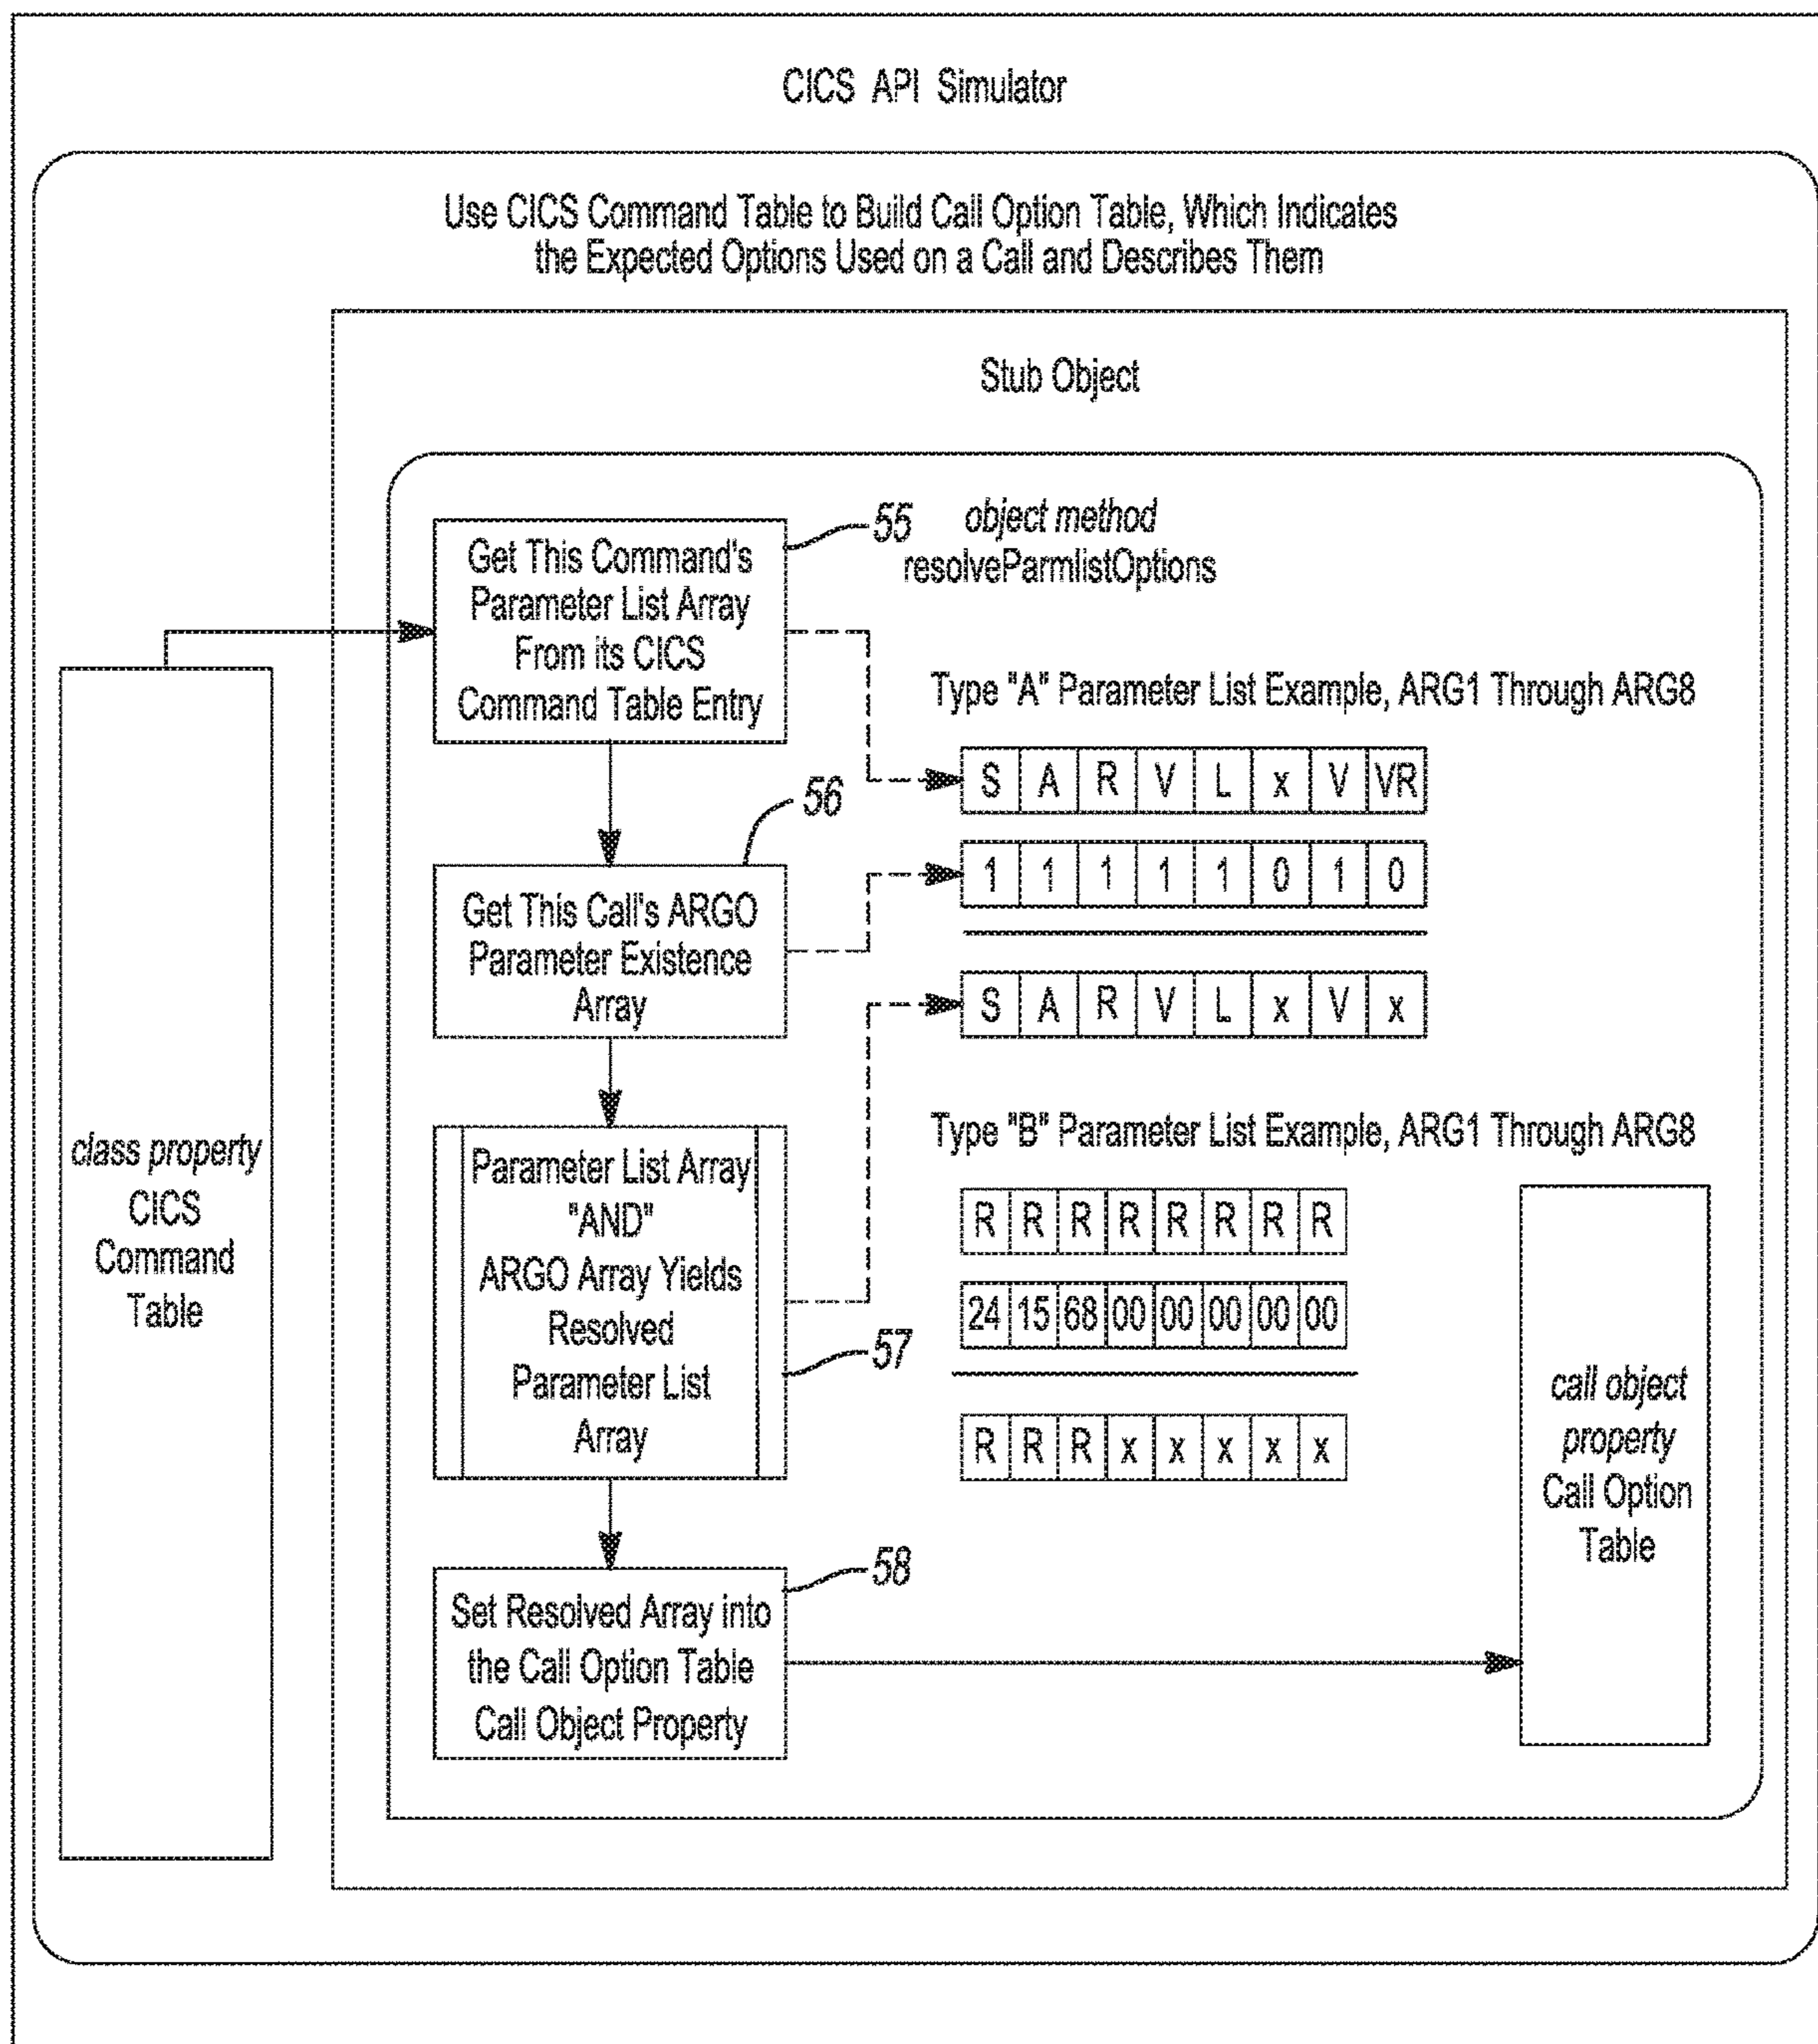 CICS API Simulator
Use CICS Command Table to Build Call Option Table, Which Indicates
the Expected Options Used on a Call and Describes Them
Stub Object
55
object method
resolveParmlistOptions
Get This Command's
Parameter List Array
From its CICS
Command Table Entry
Type "A" Parameter List Example, ARG1 Through ARG8
S A R V L x V VR
56
1 1 1 1 1 0 1 0
Get This Call's ARGO
Parameter Existence
Array
S A R V L x V x
class property
CICS
Command
Table
Type "B" Parameter List Example, ARG1 Through ARG8
Parameter List Array
"AND"
ARGO Array Yields
Resolved
Parameter List
Array
57
R R R R R R R R
24 15 68 00 00 00 00 00
R R R x x x x x
call object
property
Call Option
Table
58
Set Resolved Array into
the Call Option Table
Call Object Property